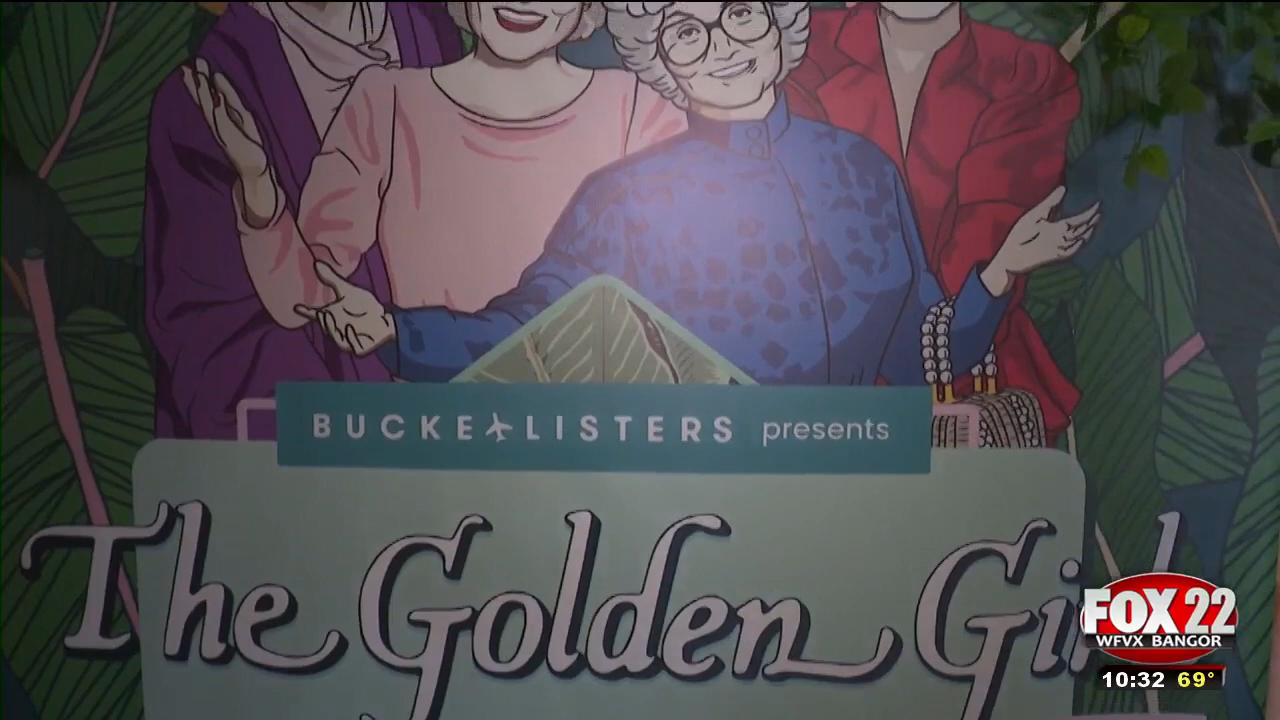 BUCKE LISTERS presents
The Golden Gi
FOX 22
WFVX BANGOR
10:32 69°